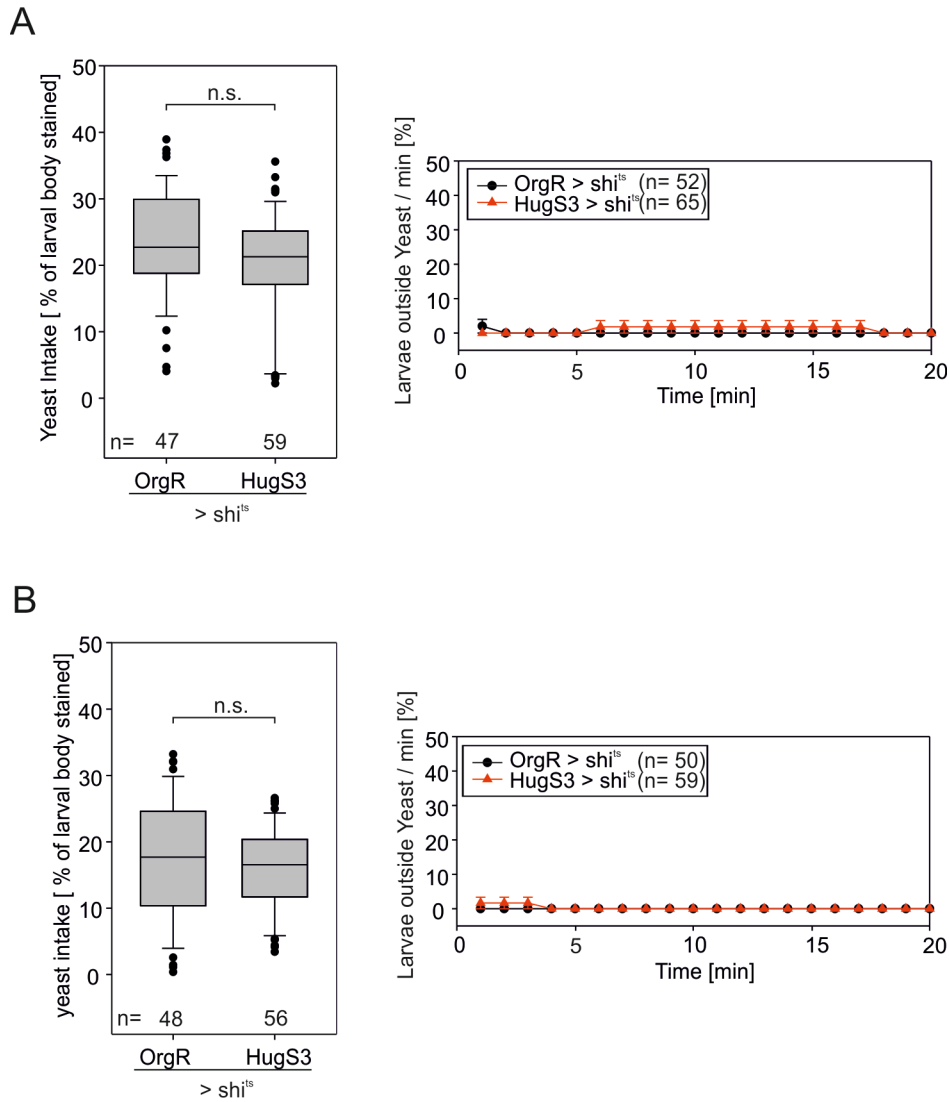 A
Yeast Intake [ % of larval body stained]
50
40
30
20
10
0
n.s.
n= 47 59
OrgR HugS3
> shi^ts
Larvae outside Yeast / min [%]
50
40
30
20
10
0
OrgR > shi^ts (n= 52)
HugS3 > shi^ts (n= 65)
0 5 10 15 20
Time [min]
B
yeast intake [ % of larval body stained]
50
40
30
20
10
0
n.s.
n= 48 56
OrgR HugS3
> shi^ts
Larvae outside Yeast / min [%]
50
40
30
20
10
0
OrgR > shi^ts (n= 50)
HugS3 > shi^ts (n= 59)
0 5 10 15 20
Time [min]